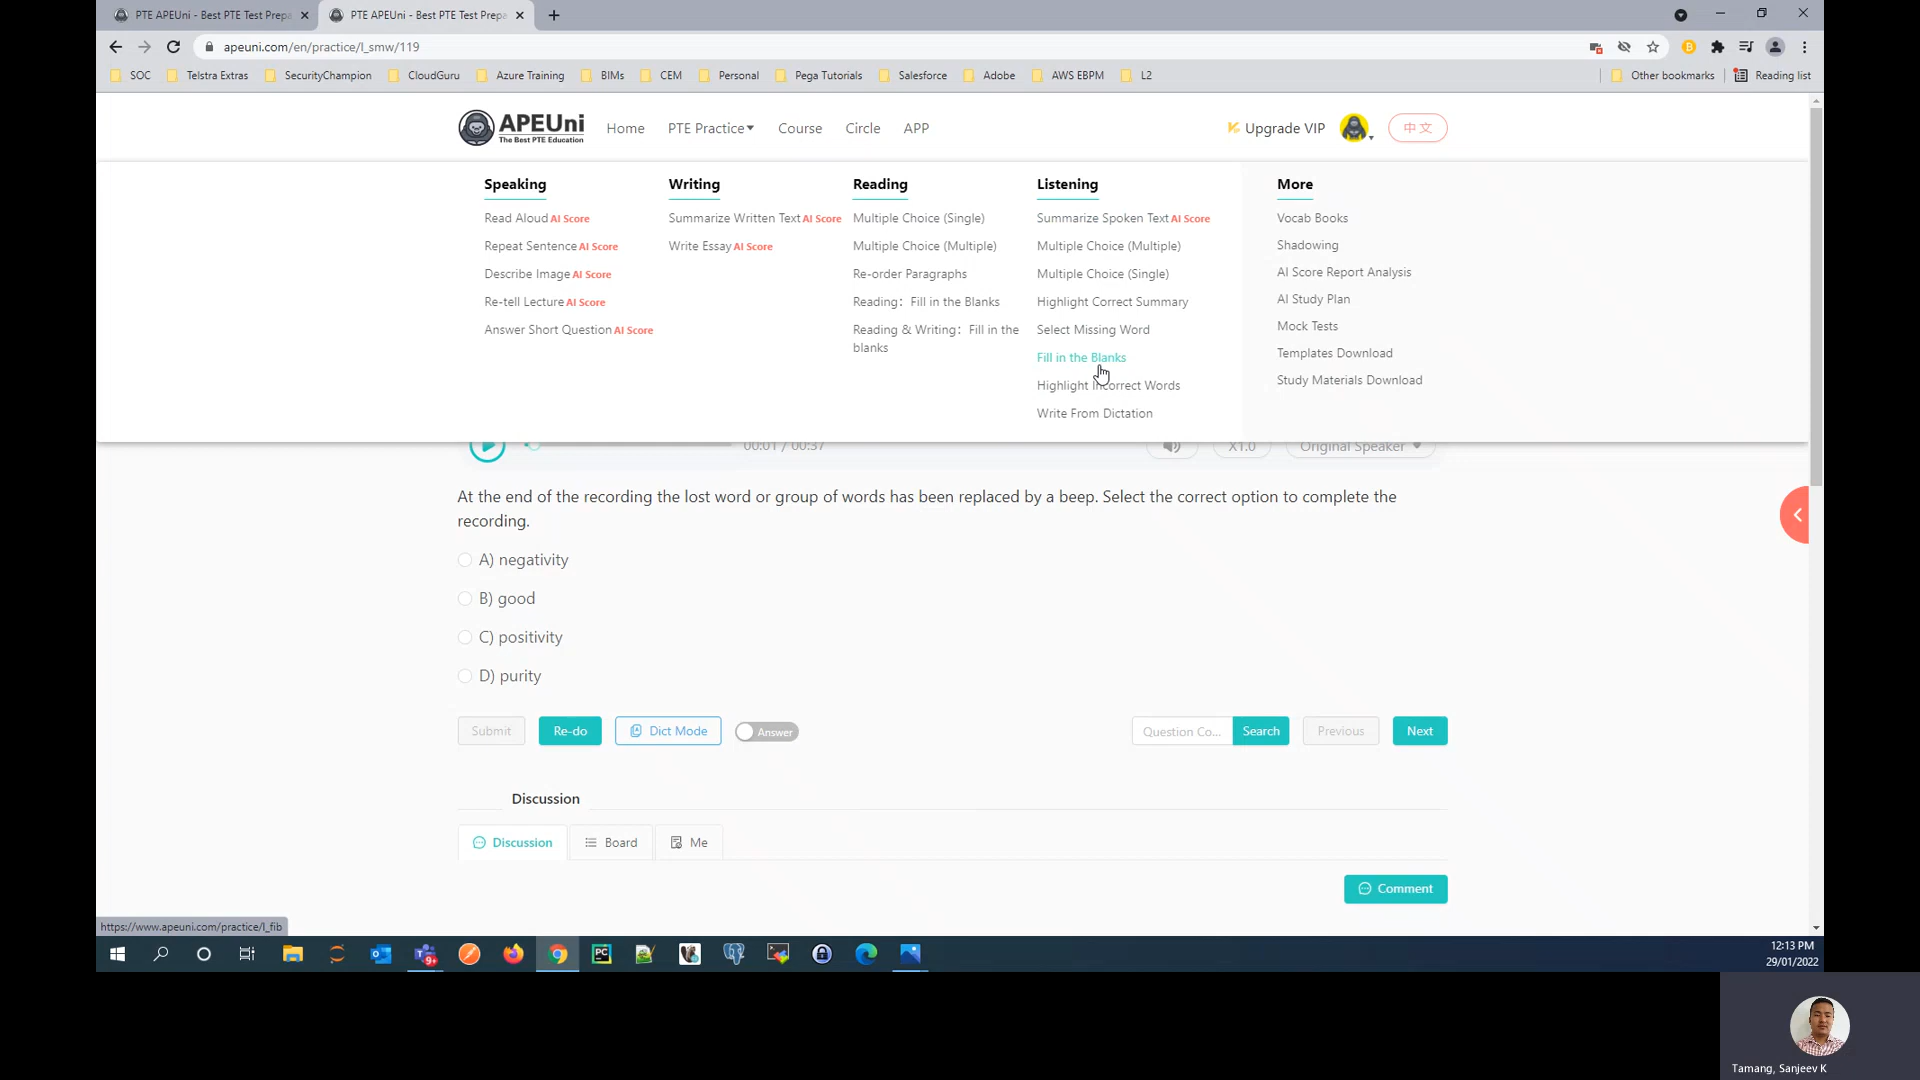 PTE APEUni - Best PTE Test Prepa
PTE APEUni - Best PTE Test Prepa
apeuni.com/en/practice/l_smw/119
SOC
Telstra Extras
SecurityChampion
CloudGuru
Azure Training
BIMs
CEM
Personal
Pega Tutorials
Salesforce
Adobe
AWS EBPM
L2
Other bookmarks
Reading list
APEUni
The Best PTE Education
Home
PTE Practice
Course
Circle
APP
Upgrade VIP
中文
Speaking
Read Aloud AI Score
Repeat Sentence AI Score
Describe Image AI Score
Re-tell Lecture AI Score
Answer Short Question AI Score
Writing
Summarize Written Text AI Score
Write Essay AI Score
Reading
Multiple Choice (Single)
Multiple Choice (Multiple)
Re-order Paragraphs
Reading: Fill in the Blanks
Reading & Writing: Fill in the
blanks
Listening
Summarize Spoken Text AI Score
Multiple Choice (Multiple)
Multiple Choice (Single)
Highlight Correct Summary
Select Missing Word
Fill in the Blanks
Highlight Incorrect Words
Write From Dictation
More
Vocab Books
Shadowing
AI Score Report Analysis
AI Study Plan
Mock Tests
Templates Download
Study Materials Download
00:01 / 00:37
X1.0
Original Speaker
At the end of the recording the lost word or group of words has been replaced by a beep. Select the correct option to complete the
recording.
A) negativity
B) good
C) positivity
D) purity
Submit
Re-do
Dict Mode
Answer
Question Co...
Search
Previous
Next
Discussion
Discussion
Board
Me
Comment
https://www.apeuni.com/practice/l_fib
9+
PC
12:13 PM
29/01/2022
Tamang, Sanjeev K